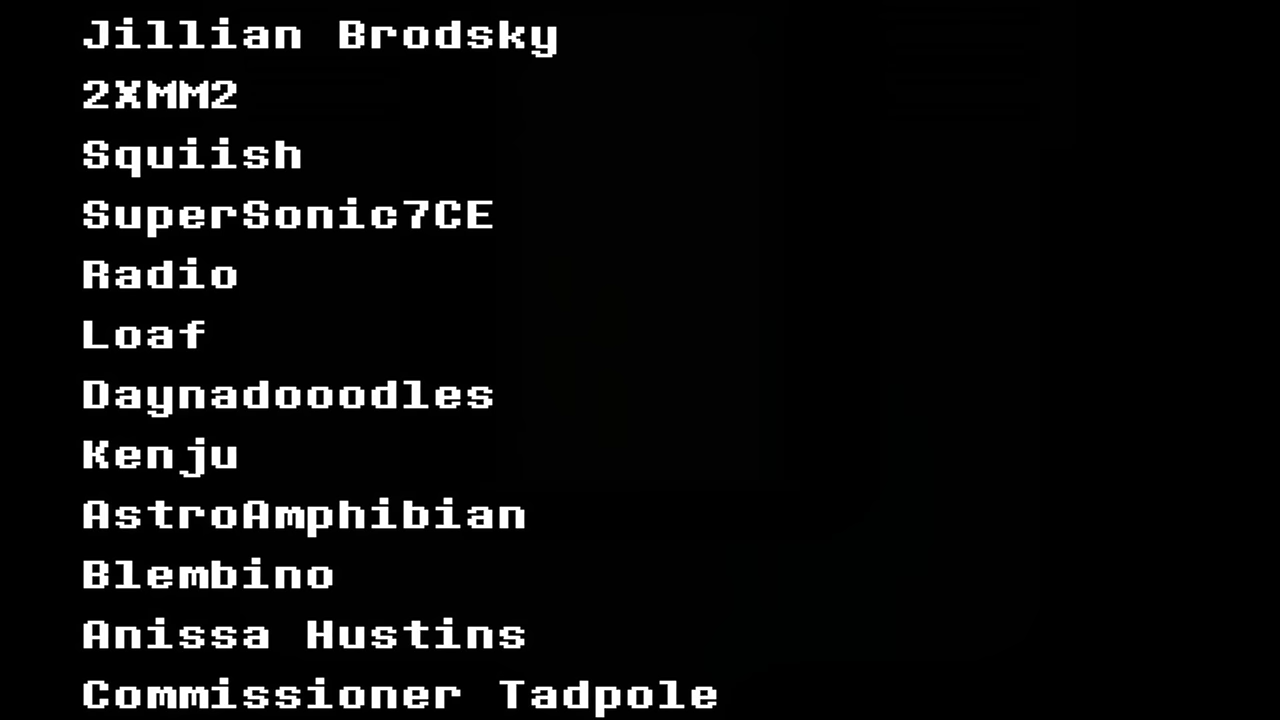 Jillian Brodsky
2XMM2
Squiish
SuperSonic7CE
Radio
Loaf
Daynadooodles
Kenju
AstroAmphibian
Blembino
Anissa Hustins
Commissioner Tadpole